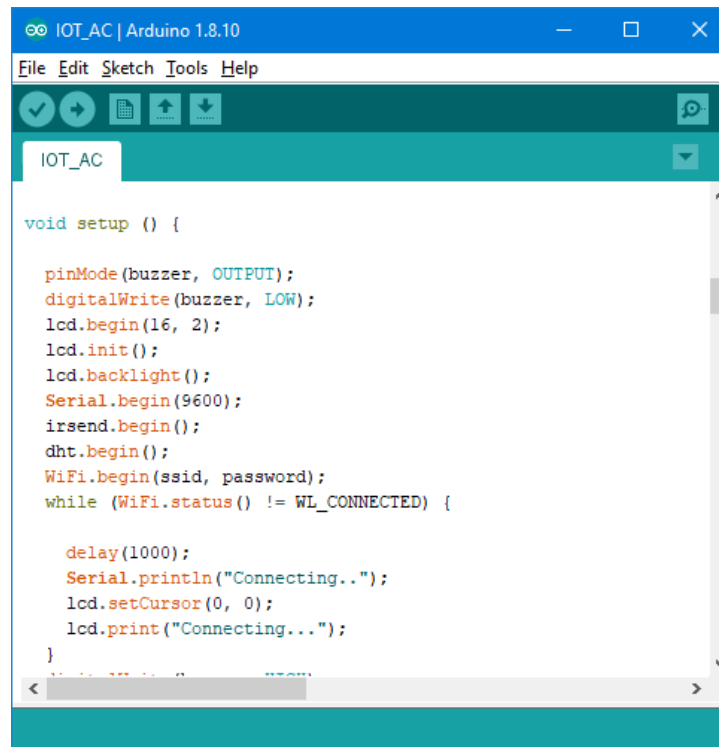 IOT_AC | Arduino 1.8.10
File Edit Sketch Tools Help
IOT_AC
void setup () {
pinMode(buzzer, OUTPUT);
digitalWrite(buzzer, LOW);
lcd.begin(16, 2);
lcd.init();
lcd.backlight();
Serial.begin(9600);
irsend.begin();
dht.begin();
WiFi.begin(ssid, password);
while (WiFi.status() != WL_CONNECTED) {
delay(1000);
Serial.println("Connecting..");
lcd.setCursor(0, 0);
lcd.print("Connecting...");
}